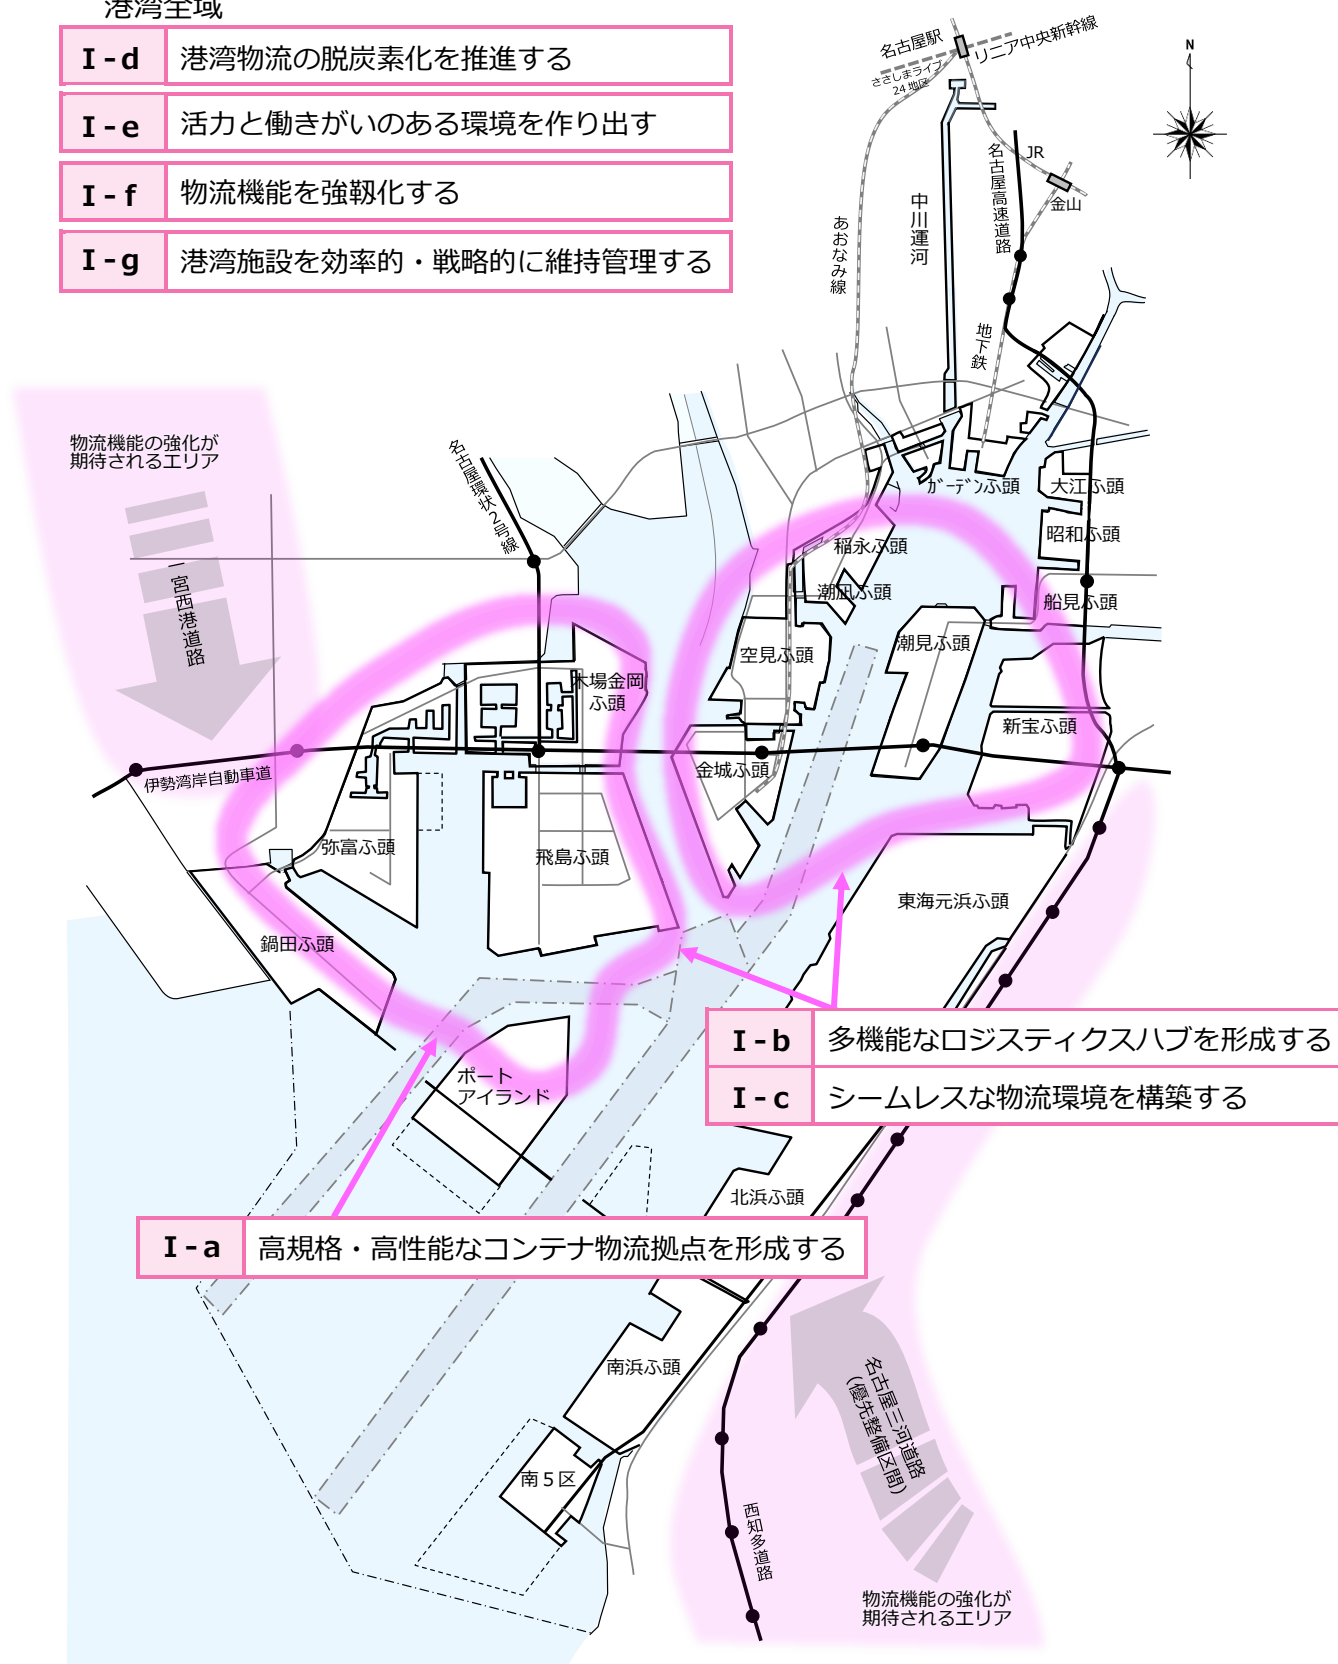 港湾全域
I-d 港湾物流の脱炭素化を推進する
I-e 活力と働きがいのある環境を作り出す
I-f 物流機能を強靱化する
I-g 港湾施設を効率的・戦略的に維持管理する
名古屋駅
リニア中央新幹線
ささしまライブ
24地区
N
JR
名古屋高速道路
金山
中川運河
あおなみ線
地下鉄
物流機能の強化が
期待されるエリア
一宮西港道路
名古屋環状2号線
ガーデンふ頭
大江ふ頭
昭和ふ頭
稲永ふ頭
潮凪ふ頭
船見ふ頭
潮見ふ頭
空見ふ頭
木場金岡
ふ頭
新宝ふ頭
金城ふ頭
伊勢湾岸自動車道
弥富ふ頭
飛島ふ頭
東海元浜ふ頭
鍋田ふ頭
I-b 多機能なロジスティクスハブを形成する
I-c シームレスな物流環境を構築する
ポート
アイランド
北浜ふ頭
I-a 高規格・高性能なコンテナ物流拠点を形成する
南浜ふ頭
名古屋三河道路
(優先整備区間)
南5区
西知多道路
物流機能の強化が
期待されるエリア